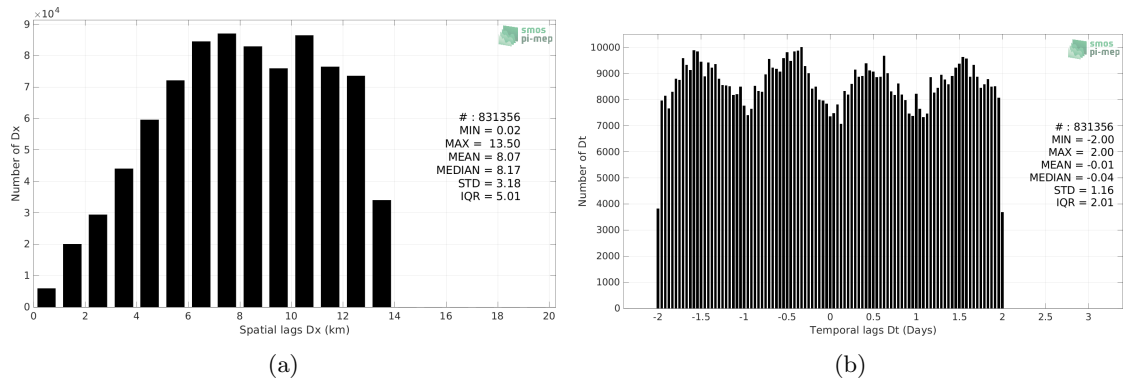 ×10⁴
9
8
7
6
5
4
3
2
1
0
Number of Dx
0 2 4 6 8 10 12 14 16 18 20
Spatial lags Dx (km)
smos
pi-mep
# : 831356
MIN = 0.02
MAX = 13.50
MEAN = 8.07
MEDIAN = 8.17
STD = 3.18
IQR = 5.01
(a)
10000
9000
8000
7000
6000
5000
4000
3000
2000
1000
0
Number of Dt
-2 -1.5 -1 -0.5 0 0.5 1 1.5 2 2.5 3
Temporal lags Dt (Days)
smos
pi-mep
# : 831356
MIN = -2.00
MAX = 2.00
MEAN = -0.01
MEDIAN = -0.04
STD = 1.16
IQR = 2.01
(b)